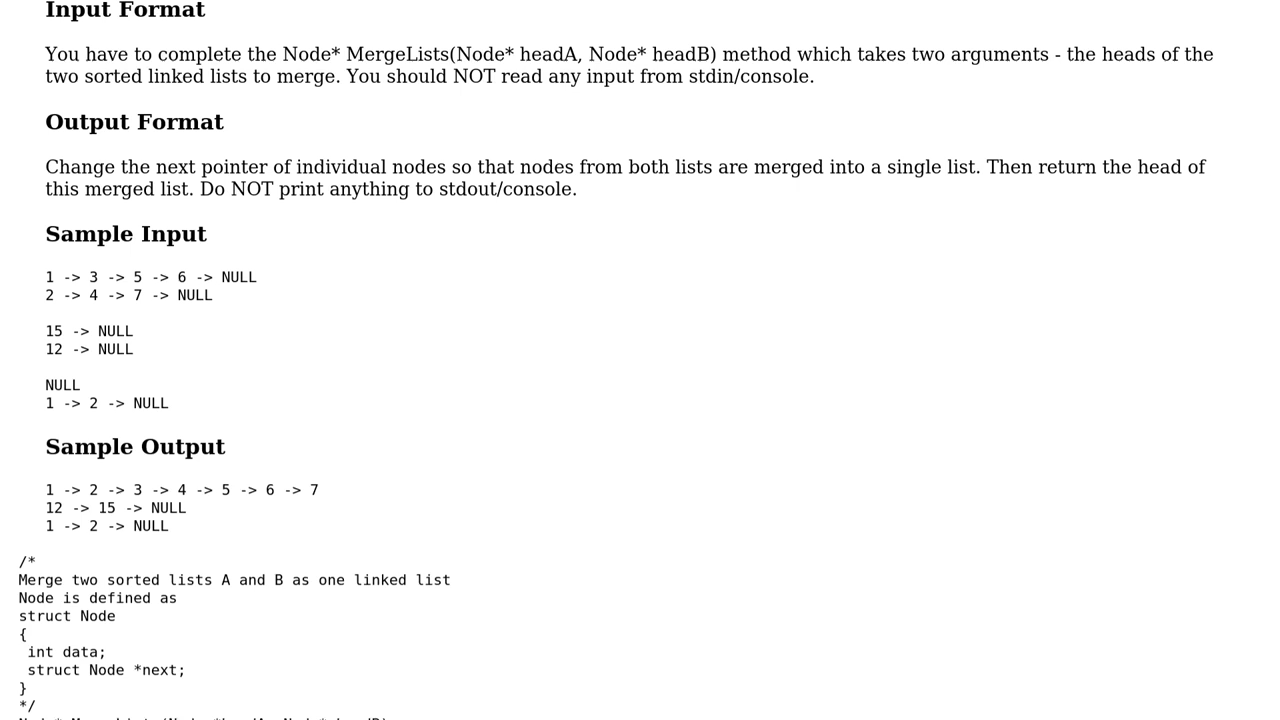 Input Format
You have to complete the Node* MergeLists(Node* headA, Node* headB) method which takes two arguments - the heads of the
two sorted linked lists to merge. You should NOT read any input from stdin/console.
Output Format
Change the next pointer of individual nodes so that nodes from both lists are merged into a single list. Then return the head of
this merged list. Do NOT print anything to stdout/console.
Sample Input
1 -> 3 -> 5 -> 6 -> NULL
2 -> 4 -> 7 -> NULL
15 -> NULL
12 -> NULL
NULL
1 -> 2 -> NULL
Sample Output
1 -> 2 -> 3 -> 4 -> 5 -> 6 -> 7
12 -> 15 -> NULL
1 -> 2 -> NULL
/*
Merge two sorted lists A and B as one linked list
Node is defined as
struct Node
{
int data;
struct Node *next;
}
*/